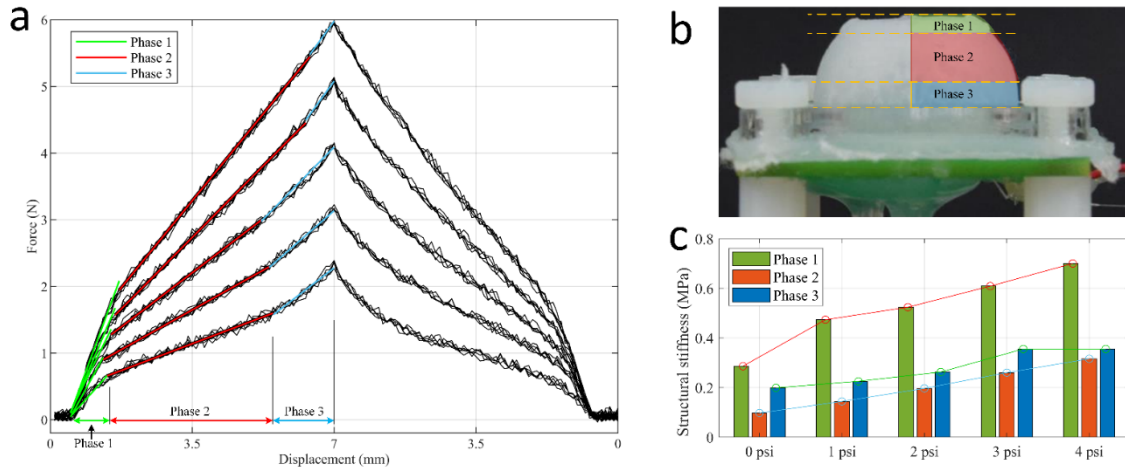 a
Phase 1
Phase 2
Phase 3
6
5
4
3
2
1
0
Force (N)
Phase 2
Phase 3
Phase 1
0
3.5
7
3.5
0
Displacement (mm)
b
Phase 1
Phase 2
Phase 3
c
Phase 1
Phase 2
Phase 3
0.8
0.6
0.4
0.2
0
Structural stiffness (MPa)
0 psi
1 psi
2 psi
3 psi
4 psi